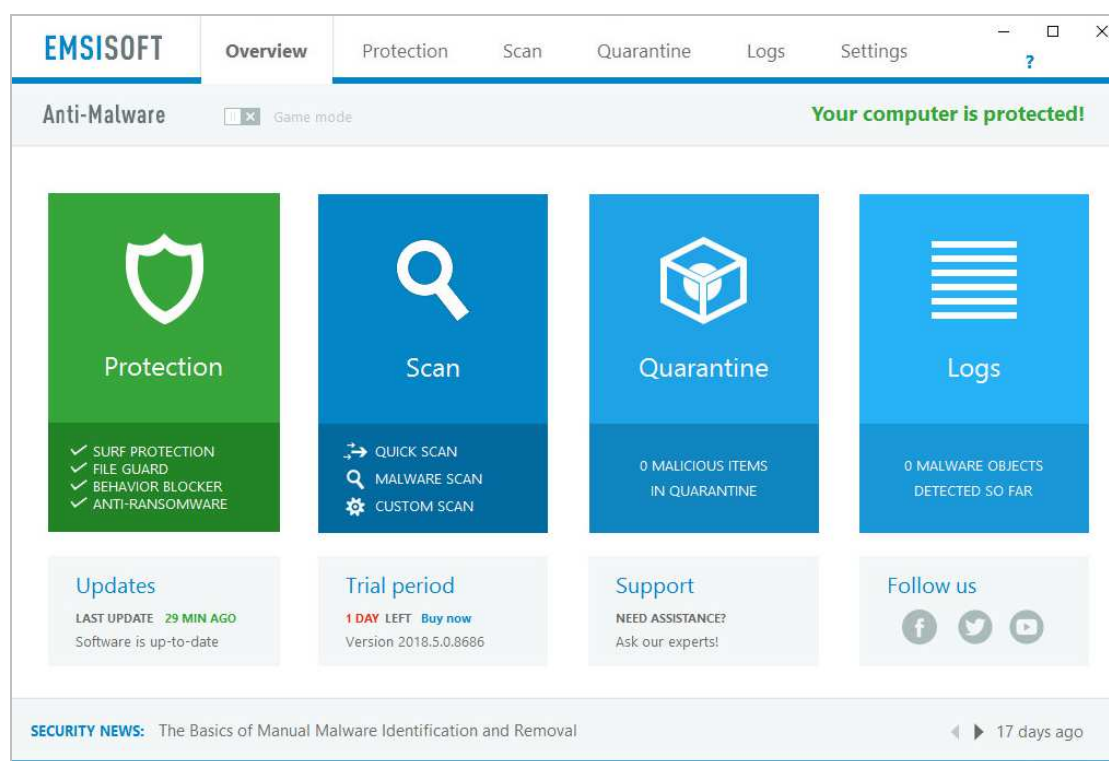 EMSISOFT Overview Protection Scan Quarantine Logs Settings ?
Anti-Malware Game mode Your computer is protected!
Protection
SURF PROTECTION
FILE GUARD
BEHAVIOR BLOCKER
ANTI-RANSOMWARE
Scan
QUICK SCAN
MALWARE SCAN
CUSTOM SCAN
Quarantine
0 MALICIOUS ITEMS
IN QUARANTINE
Logs
0 MALWARE OBJECTS
DETECTED SO FAR
Updates
LAST UPDATE 29 MIN AGO
Software is up-to-date
Trial period
1 DAY LEFT Buy now
Version 2018.5.0.8686
Support
NEED ASSISTANCE?
Ask our experts!
Follow us
SECURITY NEWS: The Basics of Manual Malware Identification and Removal 17 days ago